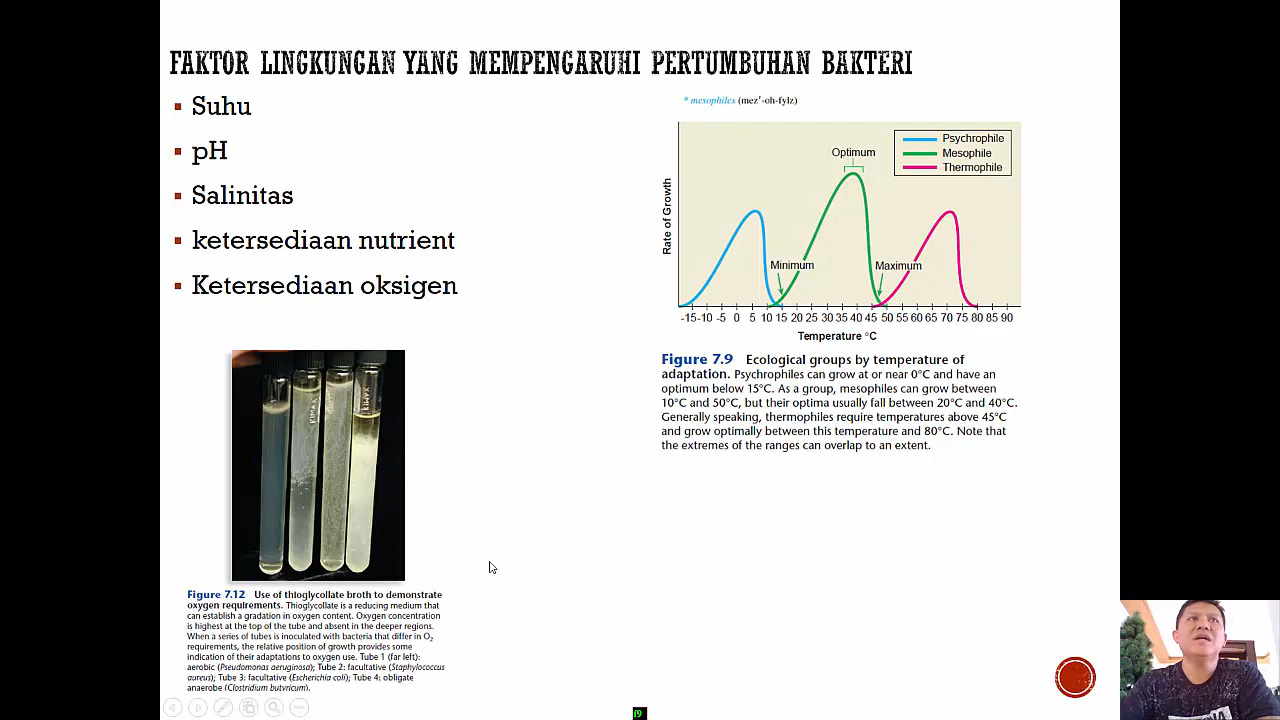 FAKTOR LINGKUNGAN YANG MEMPENGARUHI PERTUMBUHAN BAKTERI
Suhu
pH
Salinitas
ketersediaan nutrient
Ketersediaan oksigen
* mesophiles (mez′-oh-fylz)
Psychrophile
Mesophile
Thermophile
Optimum
Minimum
Maximum
Rate of Growth
-15 -10 -5 0 5 10 15 20 25 30 35 40 45 50 55 60 65 70 75 80 85 90
Temperature °C
Figure 7.9 Ecological groups by temperature of
adaptation. Psychrophiles can grow at or near 0°C and have an
optimum below 15°C. As a group, mesophiles can grow between
10°C and 50°C, but their optima usually fall between 20°C and 40°C.
Generally speaking, thermophiles require temperatures above 45°C
and grow optimally between this temperature and 80°C. Note that
the extremes of the ranges can overlap to an extent.
KIMAX
KIMAX
Figure 7.12 Use of thioglycollate broth to demonstrate
oxygen requirements. Thioglycollate is a reducing medium that
can establish a gradation in oxygen content. Oxygen concentration
is highest at the top of the tube and absent in the deeper regions.
When a series of tubes is inoculated with bacteria that differ in O₂
requirements, the relative position of growth provides some
indication of their adaptations to oxygen use. Tube 1 (far left):
aerobic (Pseudomonas aeruginosa); Tube 2: facultative (Staphylococcus
aureus); Tube 3: facultative (Escherichia coli); Tube 4: obligate
anaerobe (Clostridium butyricum).
f9